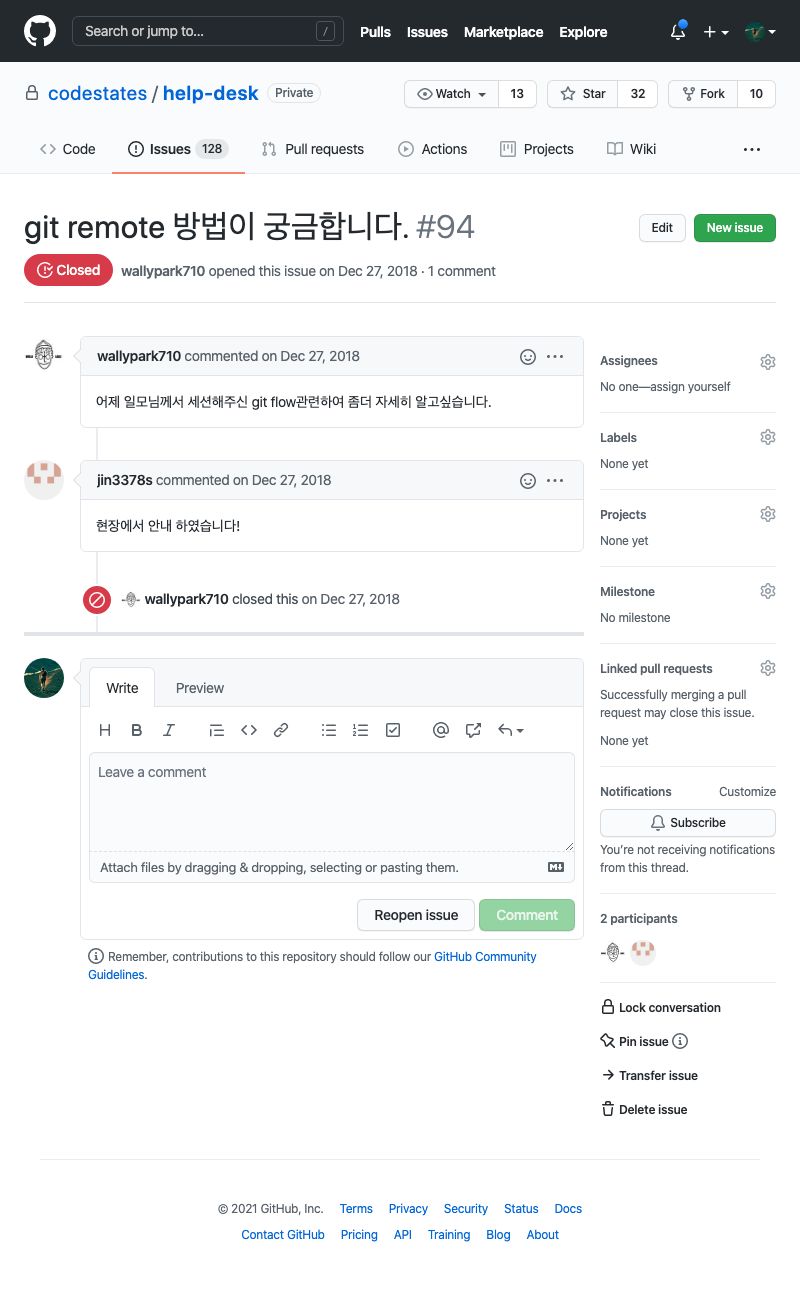 Search or jump to... /
Pulls Issues Marketplace Explore
codestates / help-desk Private
Watch 13 Star 32 Fork 10
Code Issues 128 Pull requests Actions Projects Wiki
git remote 방법이 궁금합니다. #94
Edit New issue
Closed wallypark710 opened this issue on Dec 27, 2018 · 1 comment
wallypark710 commented on Dec 27, 2018
어제 일모님께서 세션해주신 git flow관련하여 좀더 자세히 알고싶습니다.
jin3378s commented on Dec 27, 2018
현장에서 안내 하였습니다!
wallypark710 closed this on Dec 27, 2018
Write Preview
Leave a comment
Attach files by dragging & dropping, selecting or pasting them.
Reopen issue Comment
Remember, contributions to this repository should follow our GitHub Community
Guidelines.
Assignees
No one—assign yourself
Labels
None yet
Projects
None yet
Milestone
No milestone
Linked pull requests
Successfully merging a pull
request may close this issue.
None yet
Notifications Customize
Subscribe
You're not receiving notifications
from this thread.
2 participants
Lock conversation
Pin issue
Transfer issue
Delete issue
© 2021 GitHub, Inc. Terms Privacy Security Status Docs
Contact GitHub Pricing API Training Blog About